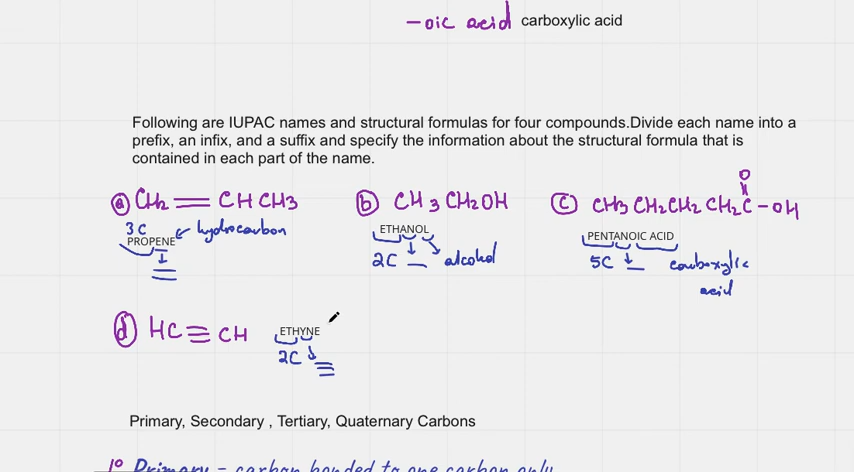 -oic acid carboxylic acid
Following are IUPAC names and structural formulas for four compounds.Divide each name into a
prefix, an infix, and a suffix and specify the information about the structural formula that is
contained in each part of the name.
O
ⓐ CH2 = CH CH3 ⓑ CH3 CH2OH ⓒ CH3 CH2CH2 CH2C - OH
3C hydrocarbon ETHANOL PENTANOIC ACID
PROPENE 2C — alcohol 5C — carboxylic
= acid
ⓓ HC ≡ CH ETHYNE
2C ≡
Primary, Secondary , Tertiary, Quaternary Carbons
1° Primary - carbon bonded to one carbon only